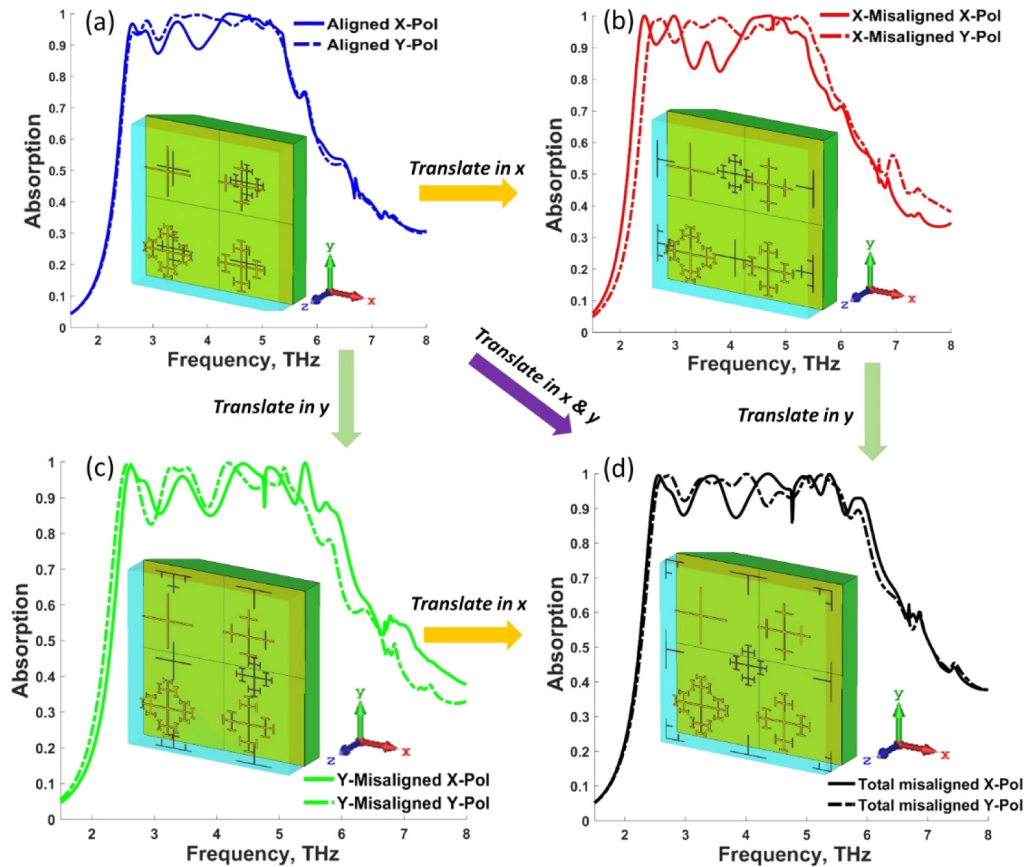 (a)
Aligned X-Pol
Aligned Y-Pol
1
0.9
0.8
0.7
0.6
0.5
0.4
0.3
0.2
0.1
0
Absorption
y
x
z
2 3 4 5 6 7 8
Frequency, THz
Translate in x
(b)
X-Misaligned X-Pol
X-Misaligned Y-Pol
1
0.9
0.8
0.7
0.6
0.5
0.4
0.3
0.2
0.1
0
Absorption
y
x
z
2 3 4 5 6 7 8
Frequency, THz
Translate in y
Translate in x & y
Translate in y
(c)
1
0.9
0.8
0.7
0.6
0.5
0.4
0.3
0.2
0.1
0
Absorption
y
x
z
Y-Misaligned X-Pol
Y-Misaligned Y-Pol
2 3 4 5 6 7 8
Frequency, THz
Translate in x
(d)
1
0.9
0.8
0.7
0.6
0.5
0.4
0.3
0.2
0.1
0
Absorption
y
x
z
Total misaligned X-Pol
Total misaligned Y-Pol
2 3 4 5 6 7 8
Frequency, THz